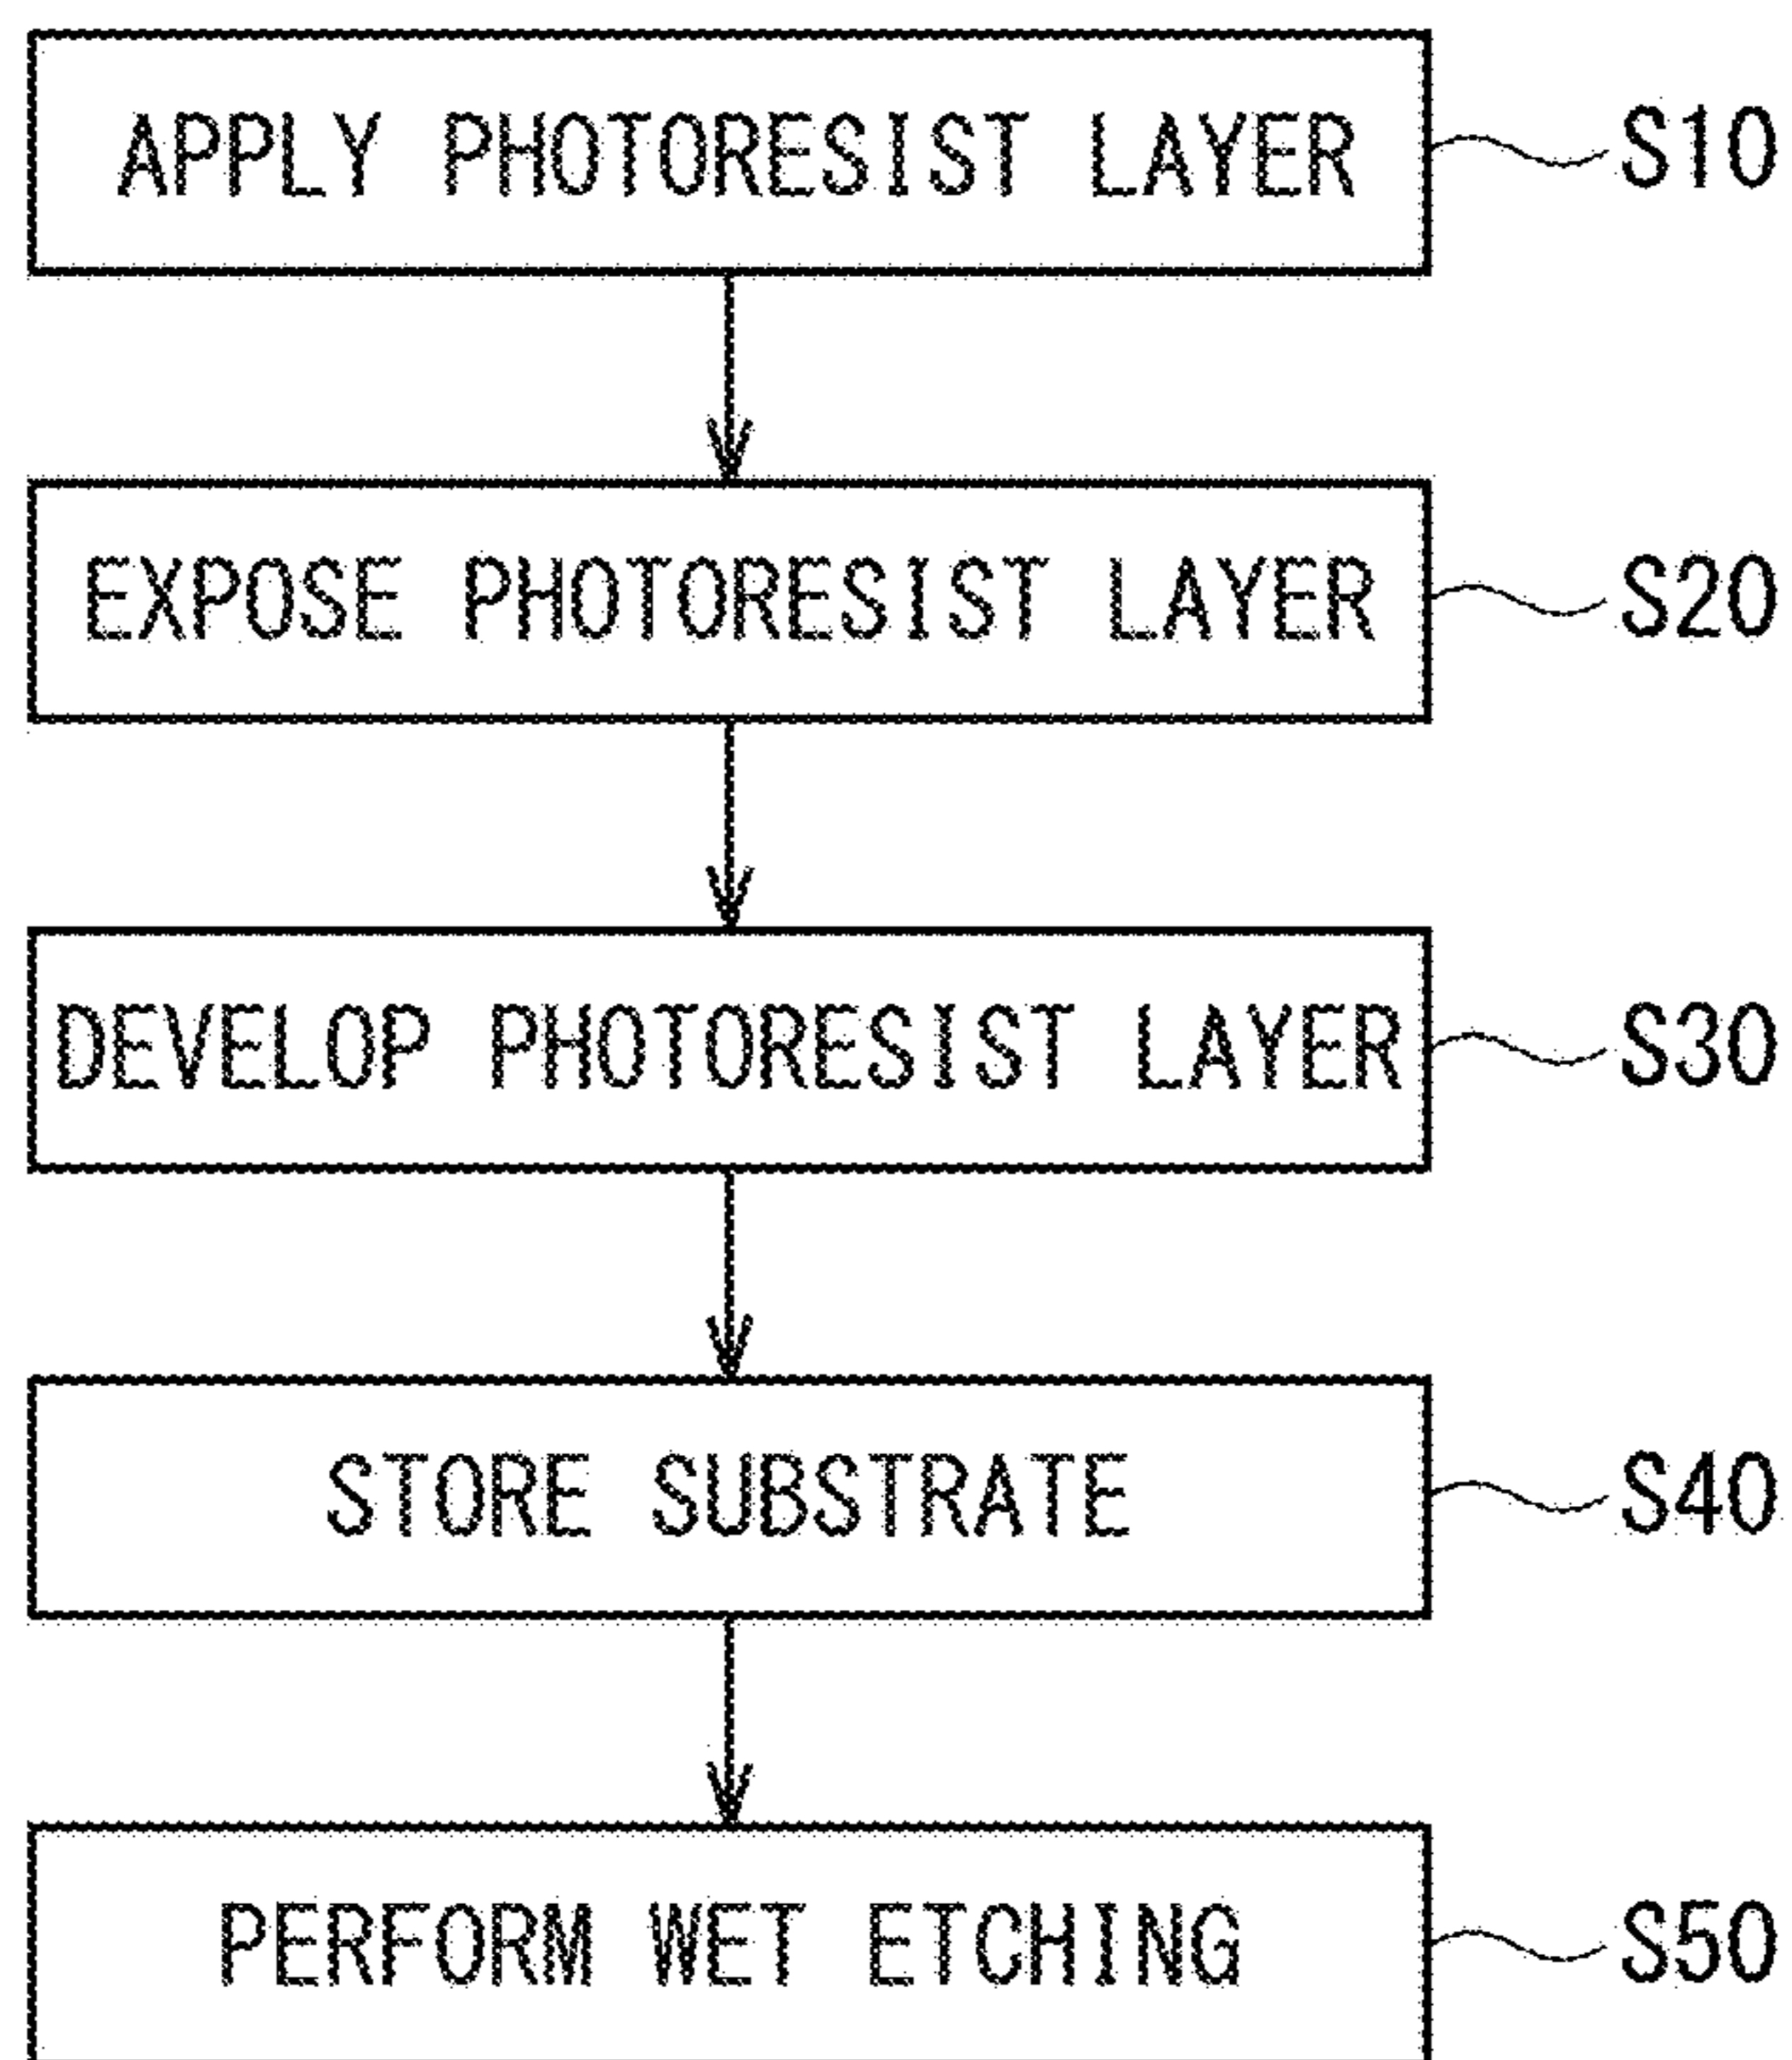 APPLY PHOTORESIST LAYER S10
EXPOSE PHOTORESIST LAYER S20
DEVELOP PHOTORESIST LAYER S30
STORE SUBSTRATE S40
PERFORM WET ETCHING S50